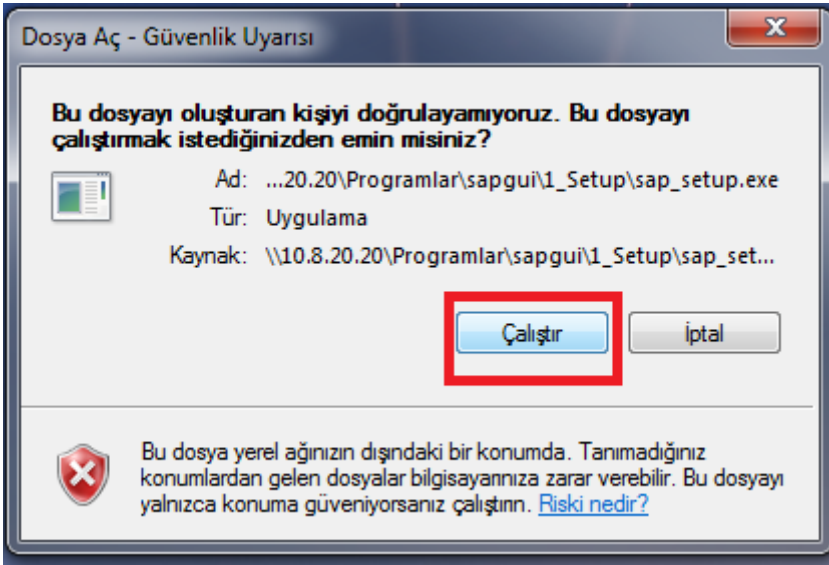 Dosya Aç - Güvenlik Uyarısı
Bu dosyayı oluşturan kişiyi doğrulayamıyoruz. Bu dosyayı
çalıştırmak istediğinizden emin misiniz?
Ad: ...20.20\Programlar\sapgui\1_Setup\sap_setup.exe
Tür: Uygulama
Kaynak: \\10.8.20.20\Programlar\sapgui\1_Setup\sap_set...
Çalıştır İptal
Bu dosya yerel ağınızın dışındaki bir konumda. Tanımadığınız
konumlardan gelen dosyalar bilgisayarınıza zarar verebilir. Bu dosyayı
yalnızca konuma güveniyorsanız çalıştırın. Riski nedir?